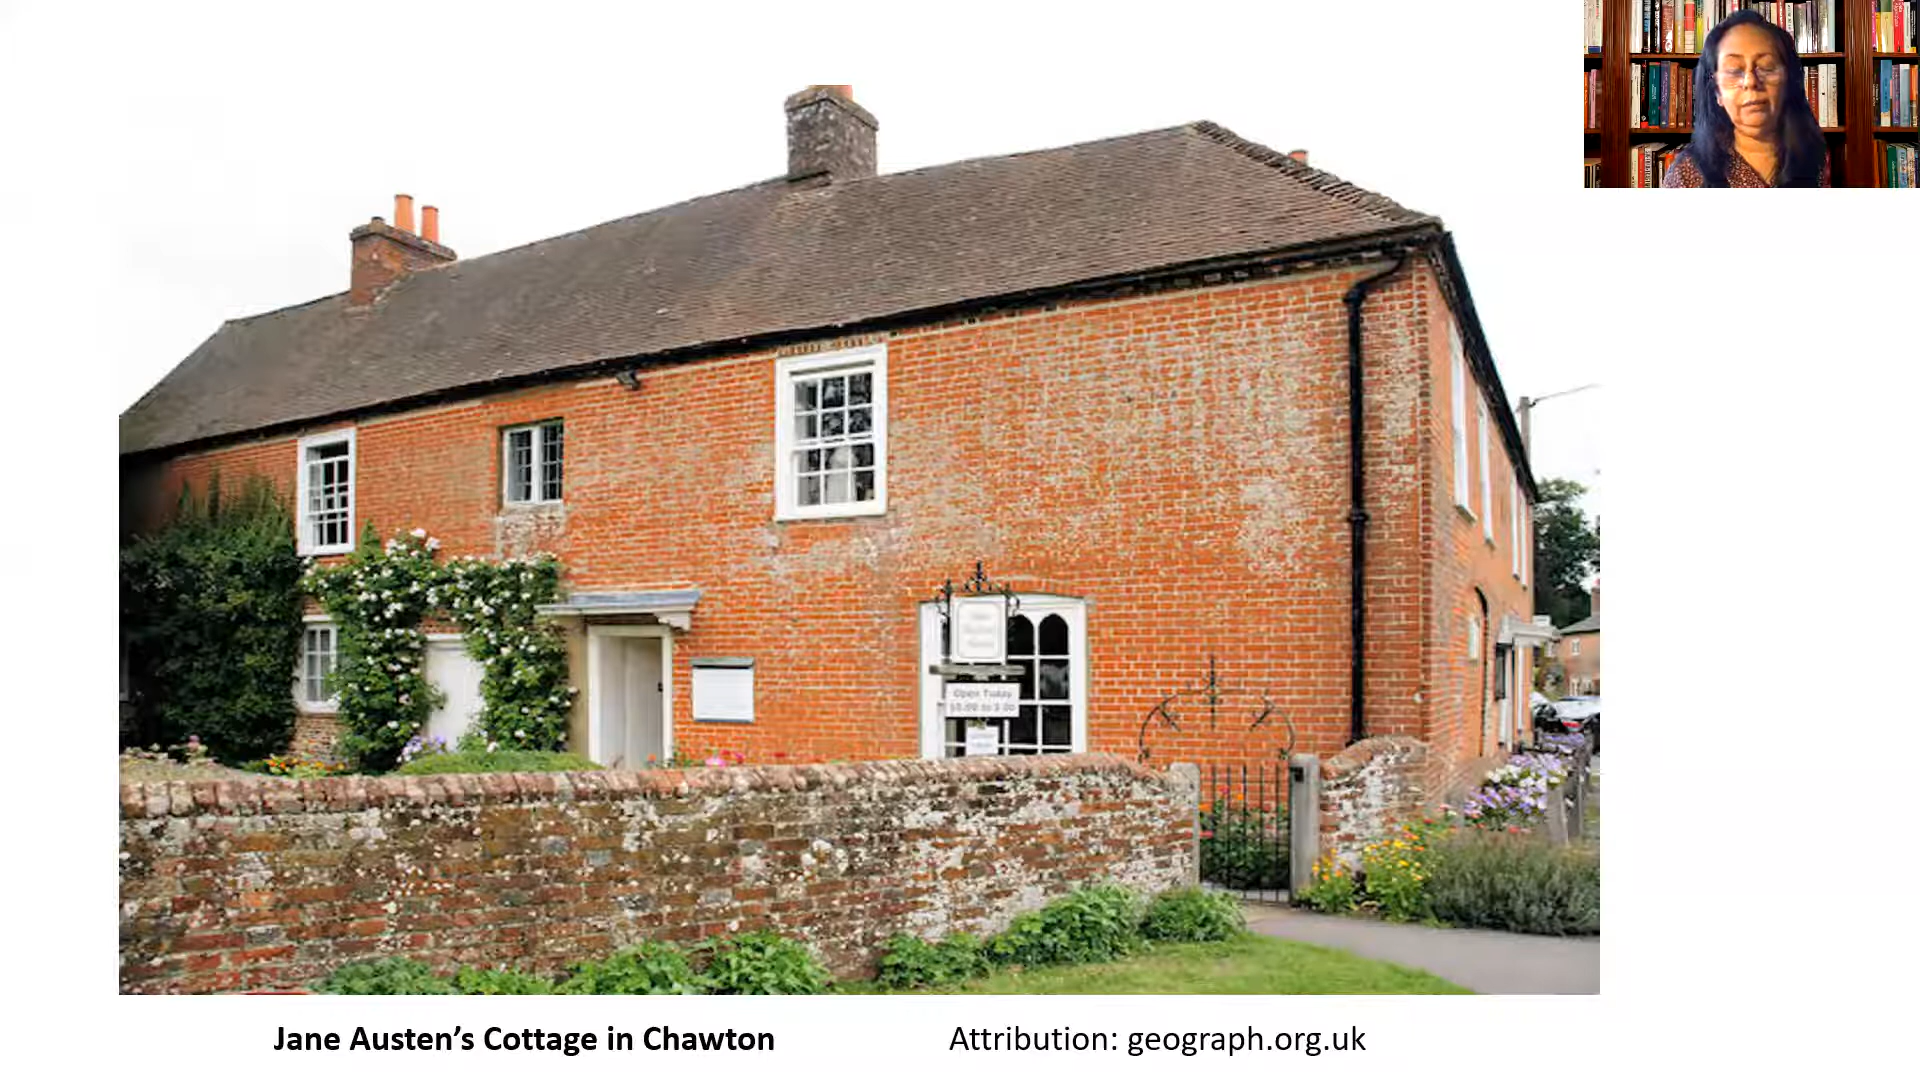 Open Today
Jane Austen’s Cottage in Chawton
Attribution: geograph.org.uk